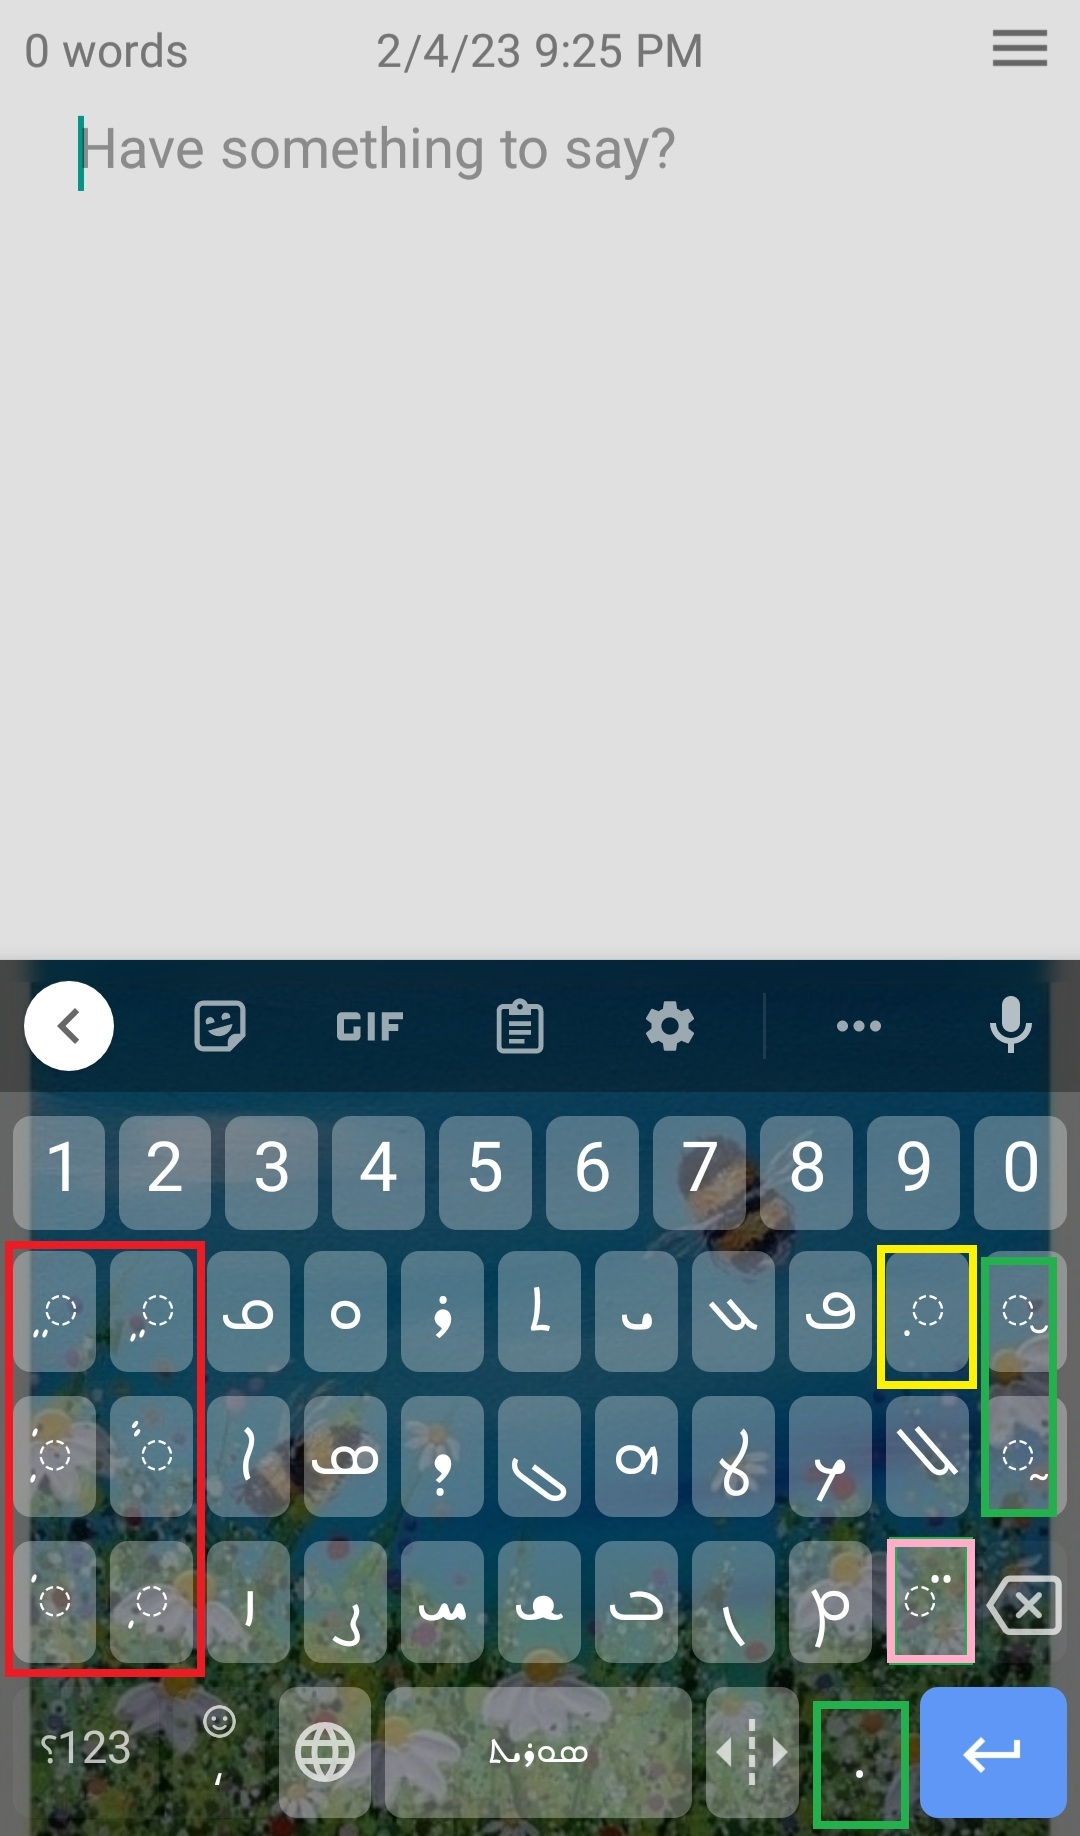 0 words 2/4/23 9:25 PM
Have something to say?
GIF
1 2 3 4 5 6 7 8 9 0
◌ܹ ◌ܸ ܩ ܘ ܪ ܬ ܝ ܥ ܦ ◌̣ ◌̮
◌ܲ ◌ܵ ܐ ܣ ܕ ܓ ܗ ܛ ܟ ܠ ◌̰
◌ܿ ◌ܼ ܙ ܨ ܚ ܫ ܒ ܢ ܡ ◌̈
؟123 ، ܣܘܪܝܬ .